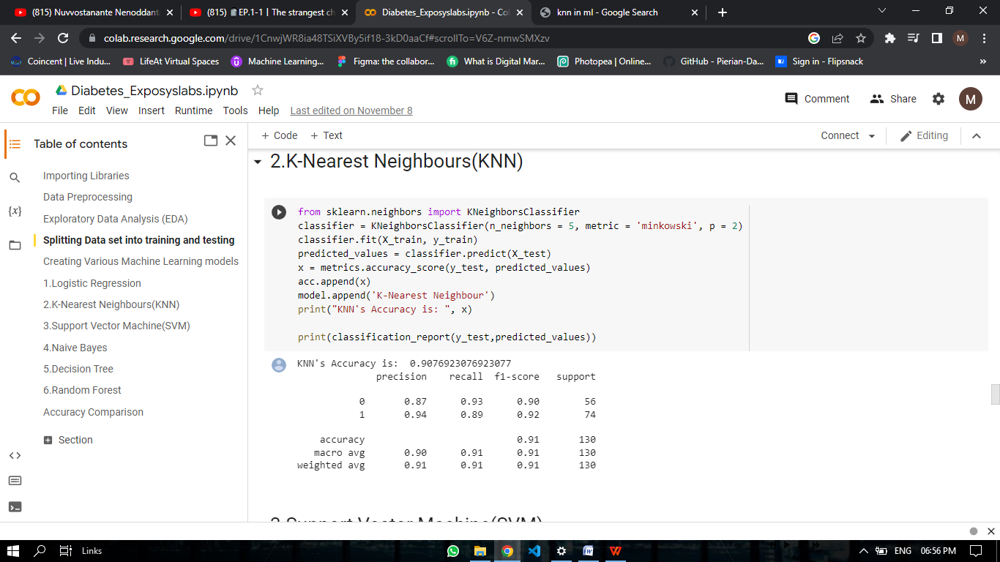 (815) Nuvvostanante Nenoddant
(815) 📋EP.1-1 | The strangest ch
Diabetes_Exposyslabs.ipynb - Col
knn in ml - Google Search
colab.research.google.com/drive/1CnwjWR8ia48TSiXVBy5if18-3kD0aaCf#scrollTo=V6Z-nmwSMXzv
M
Coincent | Live Indu...
LifeAt Virtual Spaces
Machine Learning...
Figma: the collabor...
What is Digital Mar...
Photopea | Online...
GitHub - Pierian-Da...
Sign in - Flipsnack
»
Diabetes_Exposyslabs.ipynb
File Edit View Insert Runtime Tools Help Last edited on November 8
Comment
Share
M
Table of contents
+ Code + Text
Connect
Editing
Importing Libraries
Data Preprocessing
Exploratory Data Analysis (EDA)
Splitting Data set into training and testing
Creating Various Machine Learning models
1.Logistic Regression
2.K-Nearest Neighbours(KNN)
3.Support Vector Machine(SVM)
4.Naive Bayes
5.Decision Tree
6.Random Forest
Accuracy Comparison
Section
{x}
<>
2.K-Nearest Neighbours(KNN)
from sklearn.neighbors import KNeighborsClassifier
classifier = KNeighborsClassifier(n_neighbors = 5, metric = 'minkowski', p = 2)
classifier.fit(X_train, y_train)
predicted_values = classifier.predict(X_test)
x = metrics.accuracy_score(y_test, predicted_values)
acc.append(x)
model.append('K-Nearest Neighbour')
print("KNN's Accuracy is: ", x)
print(classification_report(y_test,predicted_values))
KNN's Accuracy is:  0.9076923076923077
precision recall f1-score support
0 0.87 0.93 0.90 56
1 0.94 0.89 0.92 74
accuracy 0.91 130
macro avg 0.90 0.91 0.91 130
weighted avg 0.91 0.91 0.91 130
3.Support Vector Machine(SVM)
Links
ENG 06:56 PM